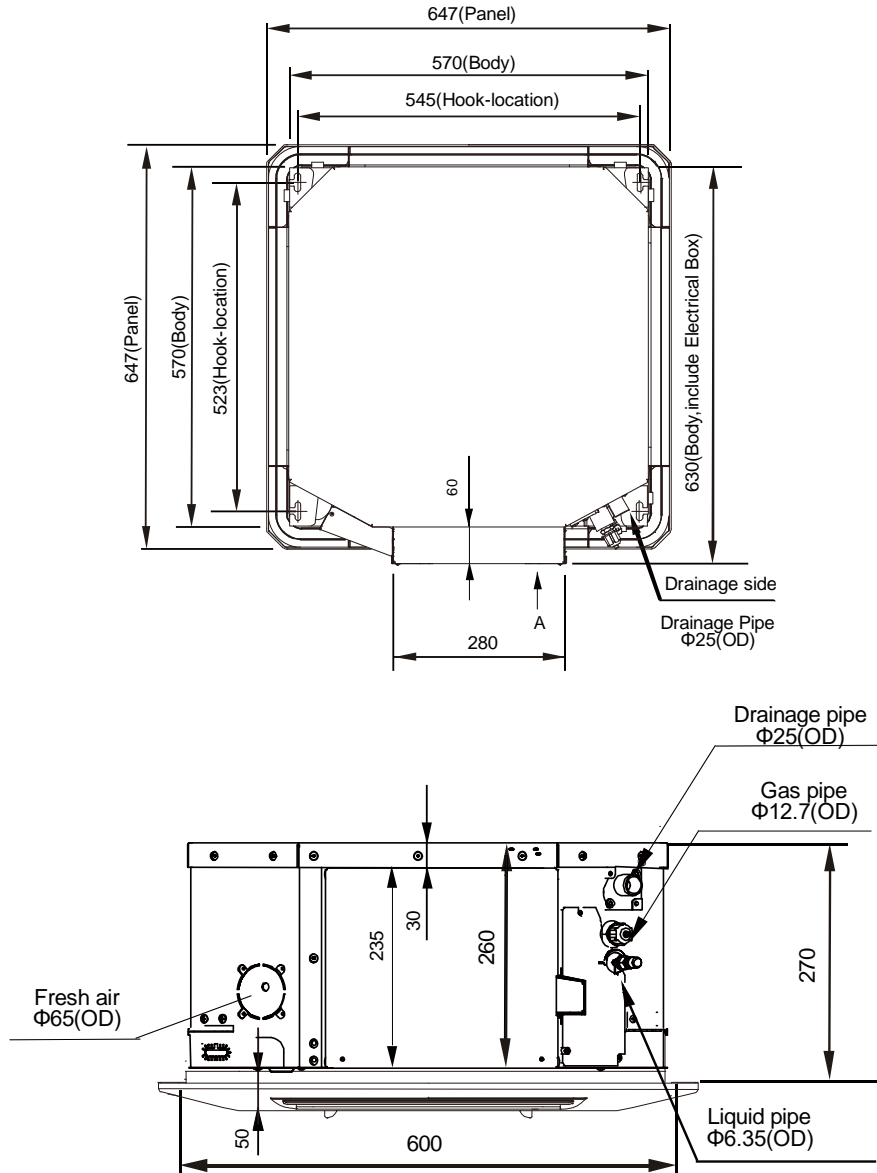 647(Panel)
570(Body)
545(Hook-location)
647(Panel)
570(Body)
523(Hook-location)
630(Body,include Electrical Box)
60
Drainage side
A
Drainage Pipe
Φ25(OD)
280
Drainage pipe
Φ25(OD)
Gas pipe
Φ12.7(OD)
30
235
260
270
Fresh air
Φ65(OD)
50
600
Liquid pipe
Φ6.35(OD)